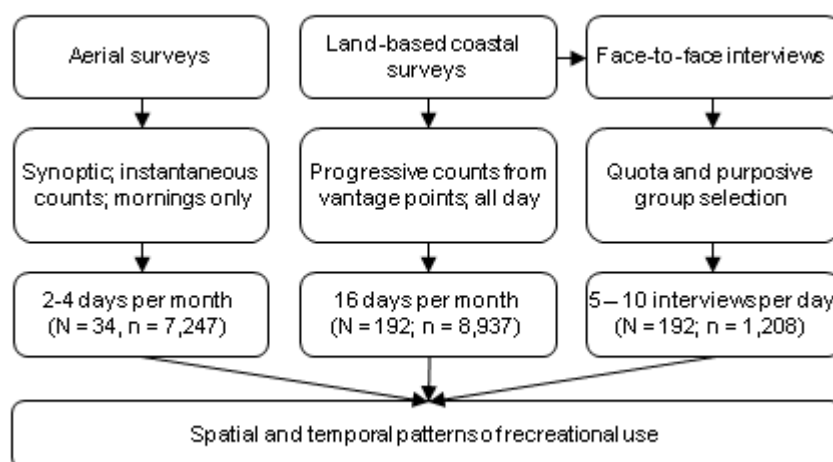 Aerial surveys
Land-based coastal
surveys
Face-to-face interviews
Synoptic; instantaneous
counts; mornings only
Progressive counts from
vantage points; all day
Quota and purposive
group selection
2-4 days per month
(N = 34, n = 7,247)
16 days per month
(N = 192; n = 8,937)
5 – 10 interviews per day
(N = 192; n = 1,208)
Spatial and temporal patterns of recreational use